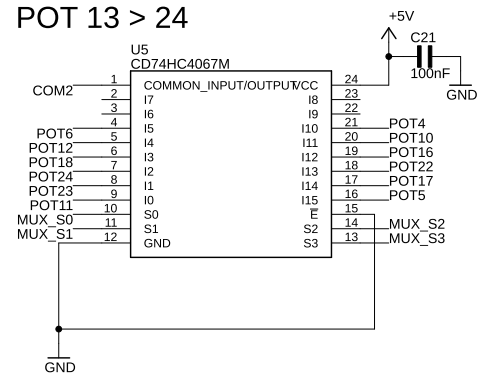 POT 13 > 24
+5V
U5
CD74HC4067M
C21
100nF
GND
COM2 1 COMMON_INPUT/OUTPUT VCC 24
2 I7 I8 23
3 I6 I9 22
POT6 4 I5 I10 21 POT4
POT12 5 I4 I11 20 POT10
POT18 6 I3 I12 19 POT16
POT24 7 I2 I13 18 POT22
POT23 8 I1 I14 17 POT17
POT11 9 I0 I15 16 POT5
MUX_S0 10 S0 E 15
MUX_S1 11 S1 S2 14 MUX_S2
12 GND S3 13 MUX_S3
GND